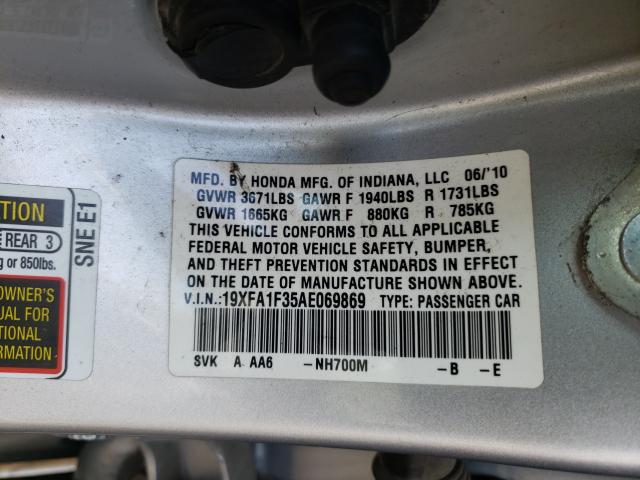 MFD. BY HONDA MFG. OF INDIANA, LLC 06/'10
GVWR 3671LBS GAWR F 1940LBS R 1731LBS
GVWR 1665KG GAWR F 880KG R 785KG
THIS VEHICLE CONFORMS TO ALL APPLICABLE
FEDERAL MOTOR VEHICLE SAFETY, BUMPER,
AND THEFT PREVENTION STANDARDS IN EFFECT
ON THE DATE OF MANUFACTURE SHOWN ABOVE.
V.I.N.:19XFA1F35AE069869 TYPE: PASSENGER CAR
SVK A AA6 -NH700M -B -E
TION
REAR 3
g or 850lbs.
OWNER'S
UAL FOR
TIONAL
ORMATION
SNE E1